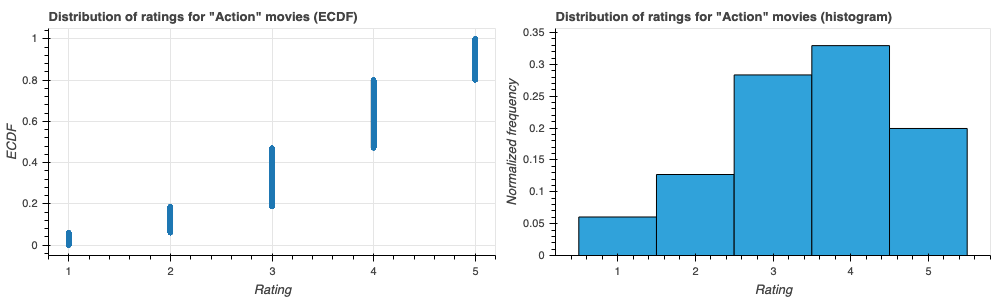 Distribution of ratings for "Action" movies (ECDF)
1
0.8
0.6
0.4
0.2
0
ECDF
1 2 3 4 5
Rating
Distribution of ratings for "Action" movies (histogram)
0.35
0.3
0.25
0.2
0.15
0.1
0.05
0
Normalized frequency
1 2 3 4 5
Rating